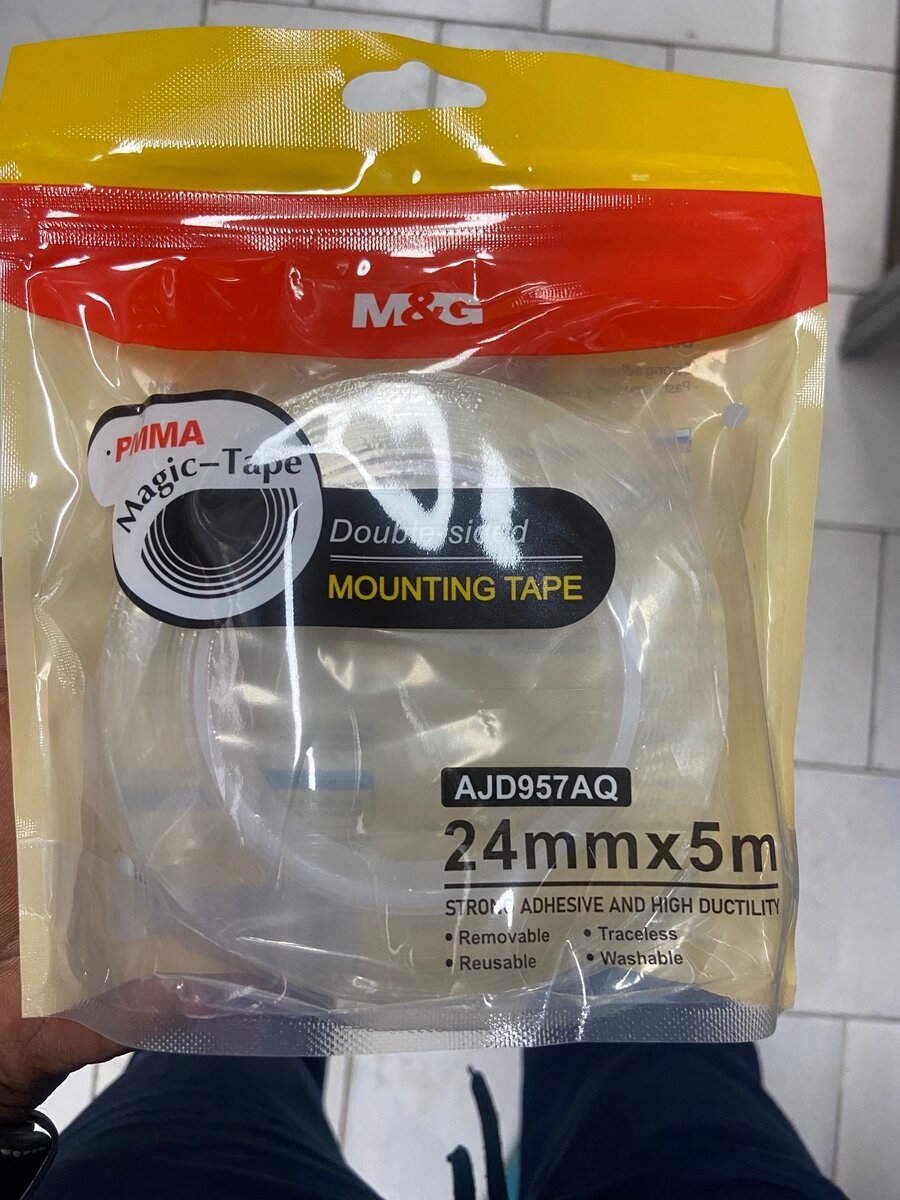 M&G
PMMA
Magic-Tape
Double-sided
MOUNTING TAPE
AJD957AQ
24mmx5m
STRONG ADHESIVE AND HIGH DUCTILITY
• Removable • Traceless
• Reusable • Washable